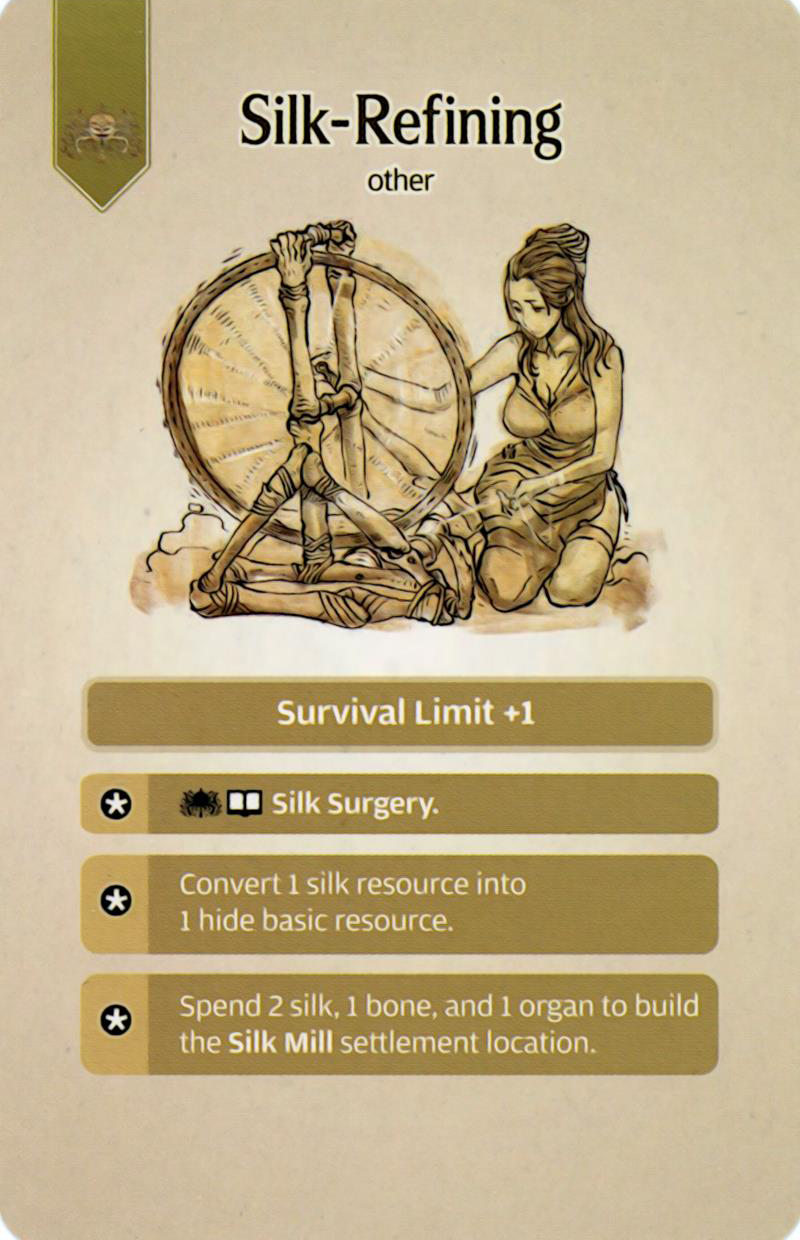 Silk-Refining
other
Survival Limit +1
Silk Surgery.
Convert 1 silk resource into
1 hide basic resource.
Spend 2 silk, 1 bone, and 1 organ to build
the Silk Mill settlement location.